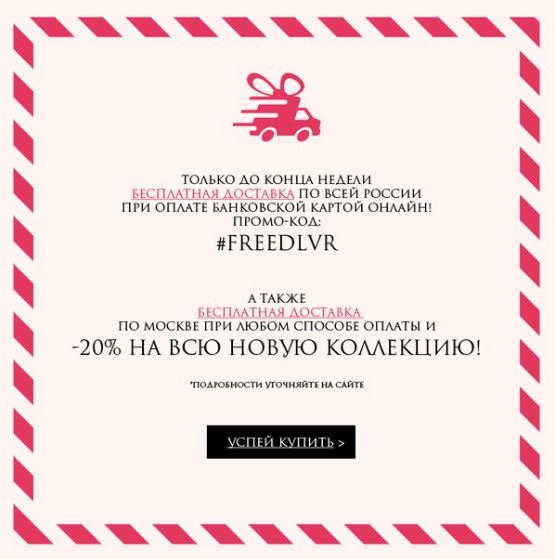 ТОЛЬКО ДО КОНЦА НЕДЕЛИ
БЕСПЛАТНАЯ ДОСТАВКА ПО ВСЕЙ РОССИИ
ПРИ ОПЛАТЕ БАНКОВСКОЙ КАРТОЙ ОНЛАЙН!
ПРОМО-КОД:
#FREEDLVR
А ТАКЖЕ
БЕСПЛАТНАЯ ДОСТАВКА
ПО МОСКВЕ ПРИ ЛЮБОМ СПОСОБЕ ОПЛАТЫ И
-20% НА ВСЮ НОВУЮ КОЛЛЕКЦИЮ!
*ПОДРОБНОСТИ УТОЧНЯЙТЕ НА САЙТЕ
УСПЕЙ КУПИТЬ >